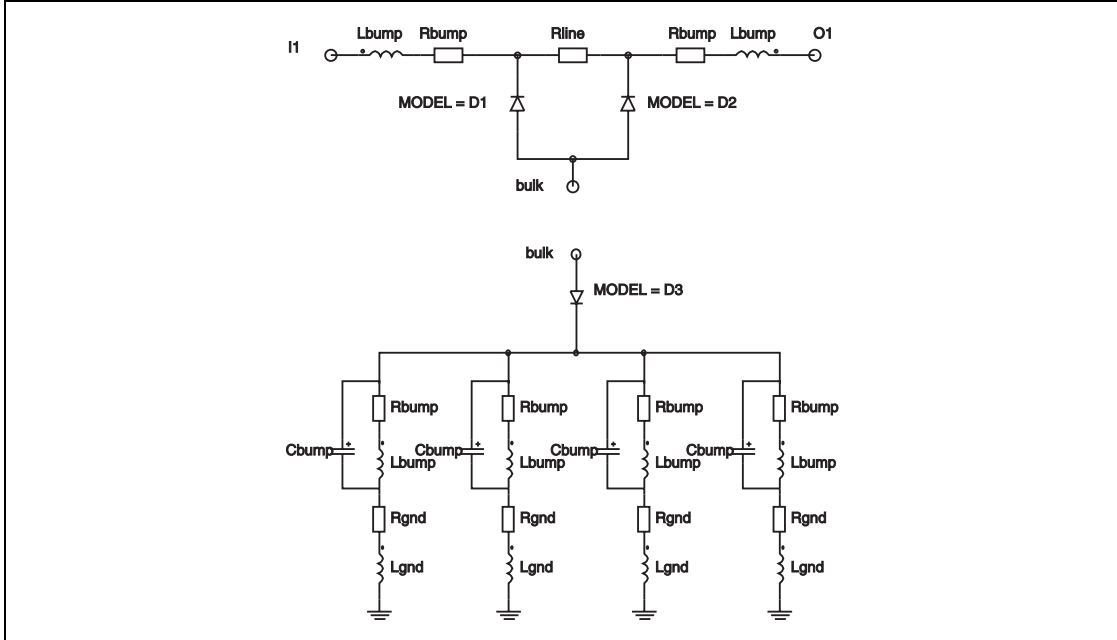 I1 Lbump Rbump Rline Rbump Lbump O1
MODEL = D1 MODEL = D2
bulk
bulk
MODEL = D3
Rbump Rbump Rbump Rbump
Cbump Cbump Cbump Cbump
Lbump Lbump Lbump Lbump
Rgnd Rgnd Rgnd Rgnd
Lgnd Lgnd Lgnd Lgnd